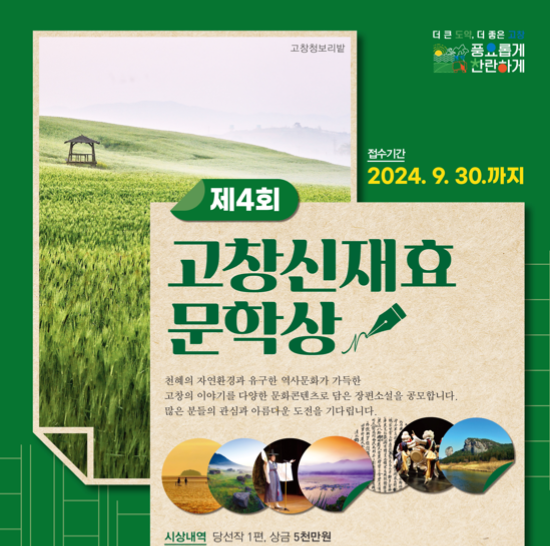 더 큰 도약, 더 좋은 고창
풍요롭게
찬란하게
고창청보리밭
접수기간
2024. 9. 30.까지
제4회
고창신재효
문학상
천혜의 자연환경과 유구한 역사문화가 가득한
고창의 이야기를 다양한 문화콘텐츠로 담은 장편소설을 공모합니다.
많은 분들의 관심과 아름다운 도전을 기다립니다.
시상내역 당선작 1편, 상금 5천만원